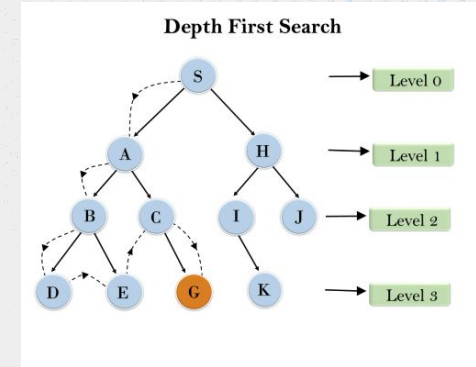 Depth First Search
S
Level 0
A
H
Level 1
B
C
I
J
Level 2
D
E
G
K
Level 3